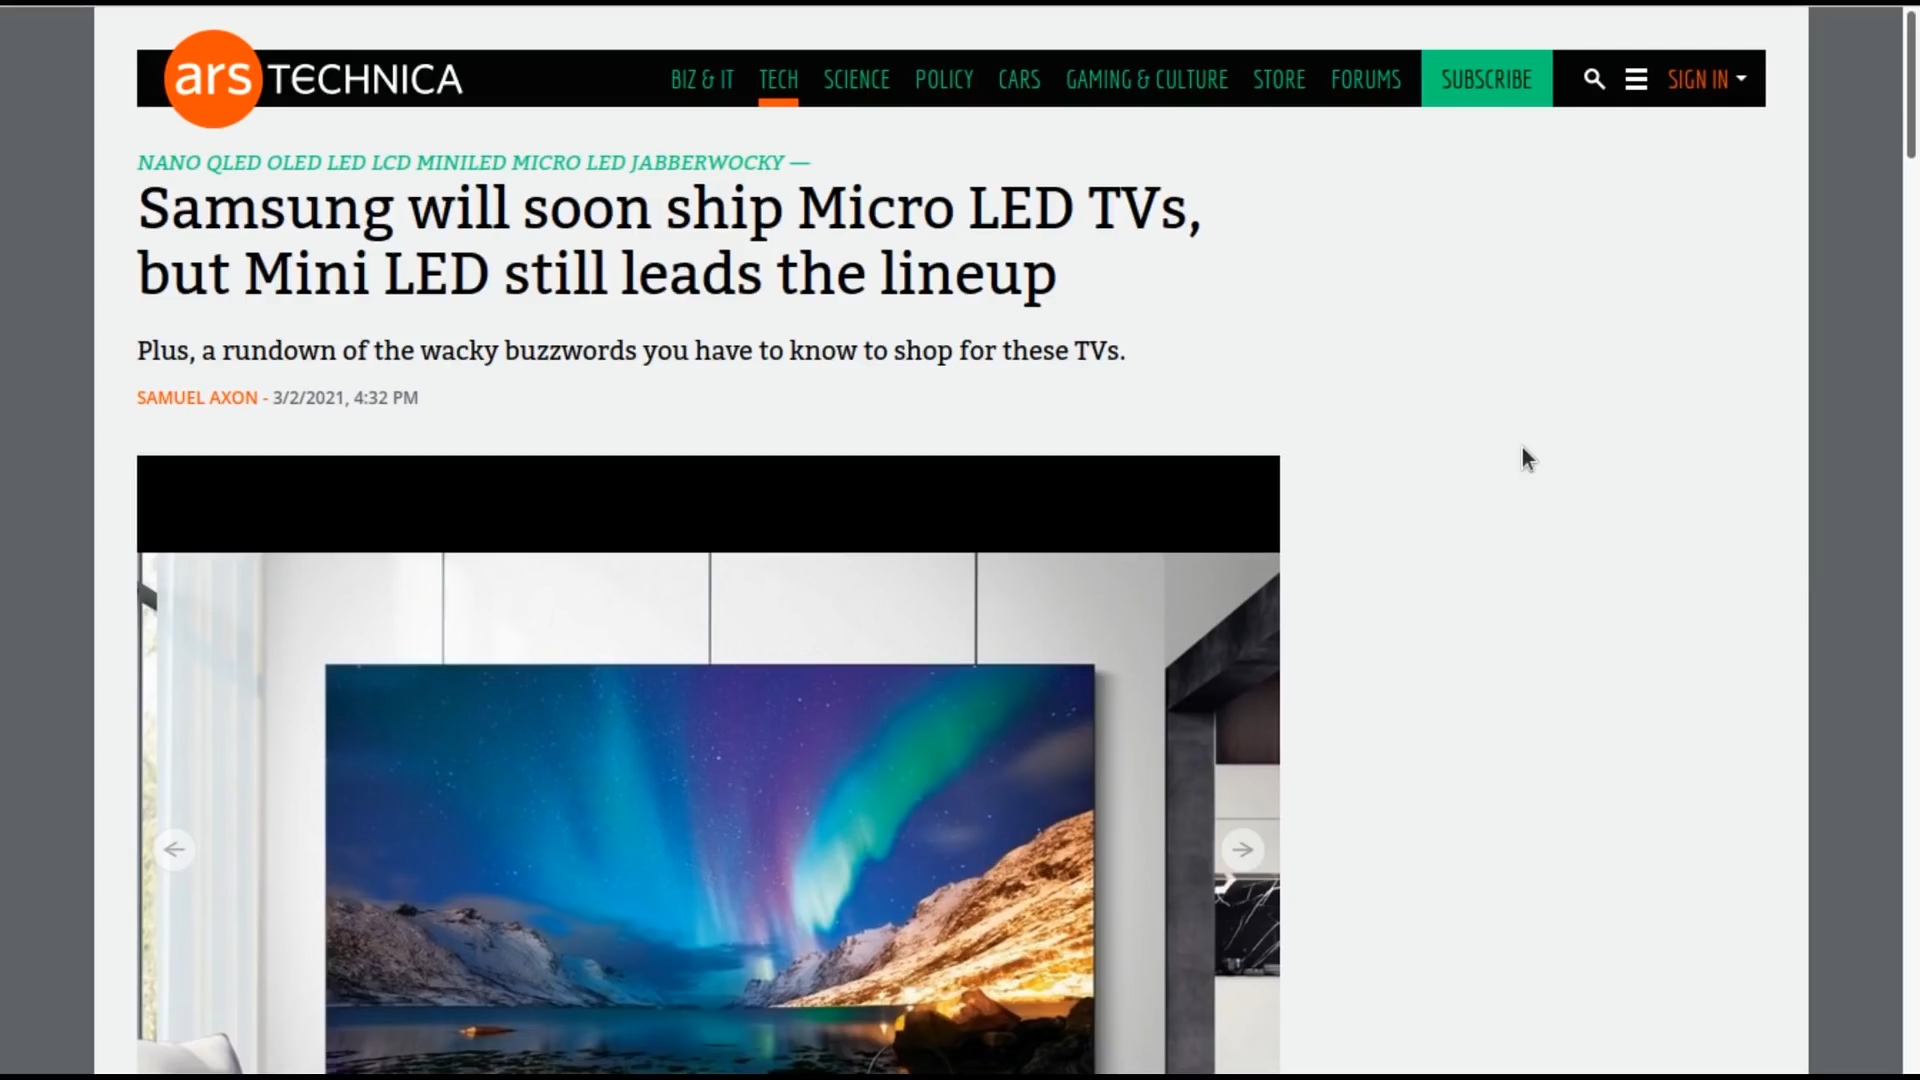 ars TECHNICA
BIZ & IT TECH SCIENCE POLICY CARS GAMING & CULTURE STORE FORUMS SUBSCRIBE SIGN IN
NANO QLED OLED LED LCD MINILED MICRO LED JABBERWOCKY —
Samsung will soon ship Micro LED TVs,
but Mini LED still leads the lineup
Plus, a rundown of the wacky buzzwords you have to know to shop for these TVs.
SAMUEL AXON - 3/2/2021, 4:32 PM